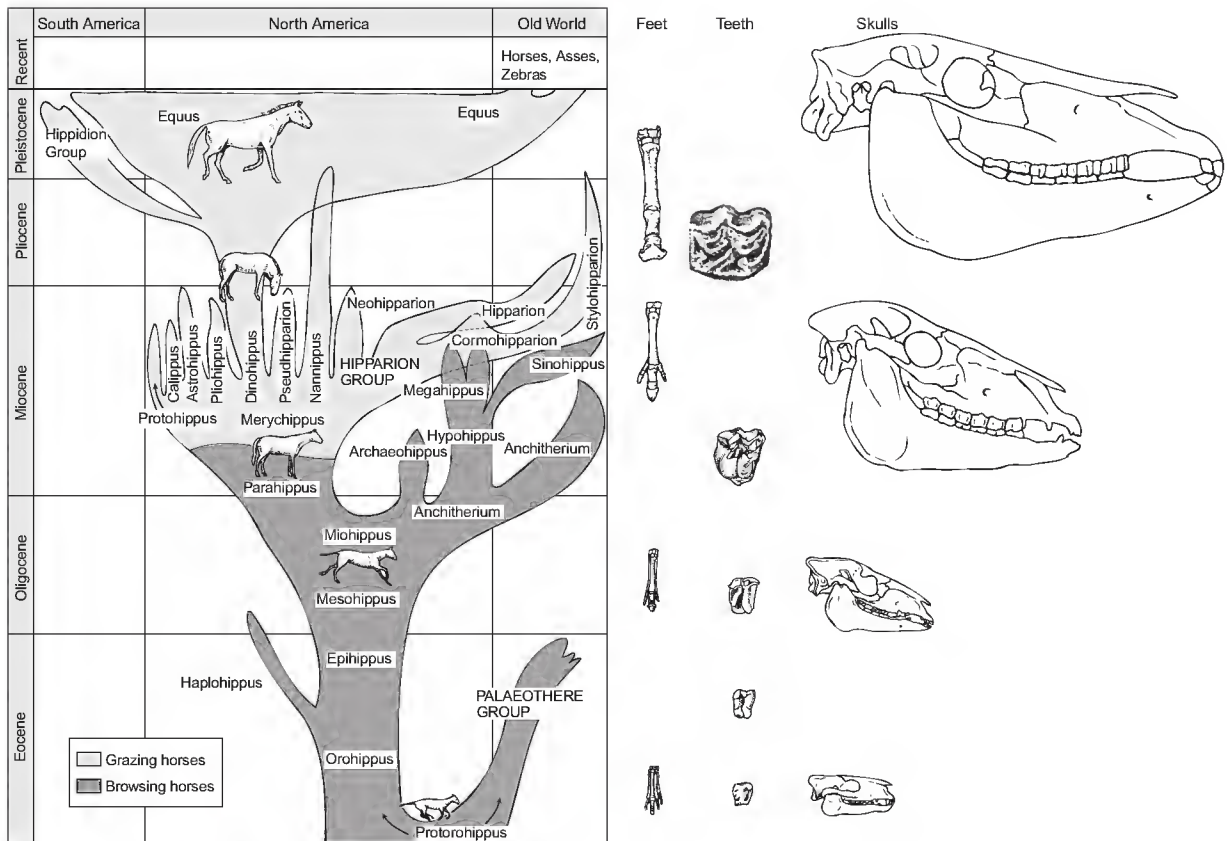 South America
North America
Old World
Feet
Teeth
Skulls
Recent
Horses, Asses,
Zebras
Pleistocene
Equus
Equus
Hippidion
Group
Pliocene
Miocene
Neohipparion
Hipparion
Stylohipparion
Calippus
Astrohippus
Pliohippus
Dinohippus
Pseudhipparion
Nannippus
HIPPARION
GROUP
Cormohipparion
Sinohippus
Megahippus
Protohippus
Merychippus
Hypohippus
Archaeohippus
Anchitherium
Parahippus
Oligocene
Anchitherium
Miohippus
Mesohippus
Eocene
Epihippus
Haplohippus
PALAEOTHERE
GROUP
Grazing horses
Browsing horses
Orohippus
Protorohippus